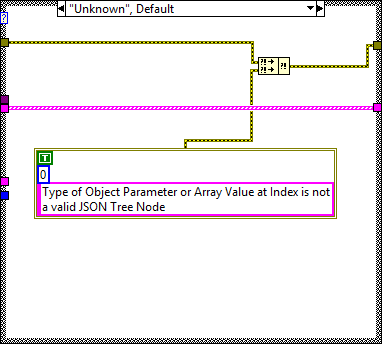 "Unknown", Default
?
?! ?!
?!
T
0
Type of Object Parameter or Array Value at Index is not
a valid JSON Tree Node